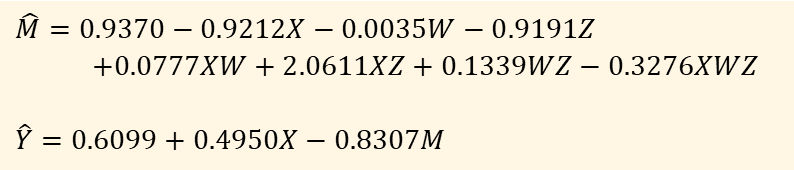 M̂ = 0.9370 − 0.9212X − 0.0035W − 0.9191Z
+0.0777XW + 2.0611XZ + 0.1339WZ − 0.3276XWZ
Ŷ = 0.6099 + 0.4950X − 0.8307M